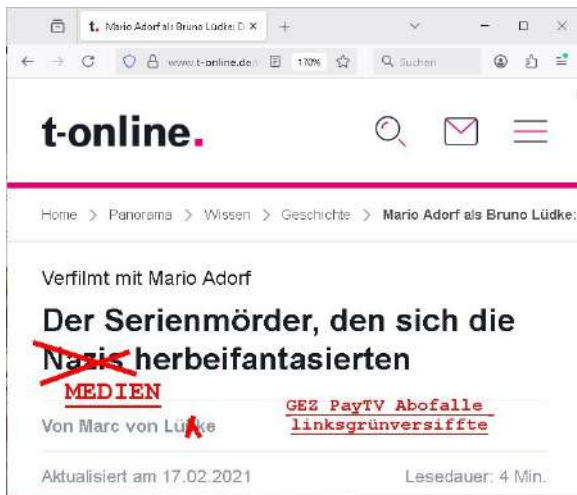 t. Mario Adorf als Bruno Lüdke: D × +
www.t-online.de/ 170% Suchen
t-online.
Home > Panorama > Wissen > Geschichte > Mario Adorf als Bruno Lüdke:
Verfilmt mit Mario Adorf
Der Serienmörder, den sich die
Nazis herbeifantasierten
MEDIEN
GEZ PayTV Abofalle
Von Marc von
linksgrünversiffte
Aktualisiert am 17.02.2021 Lesedauer: 4 Min.